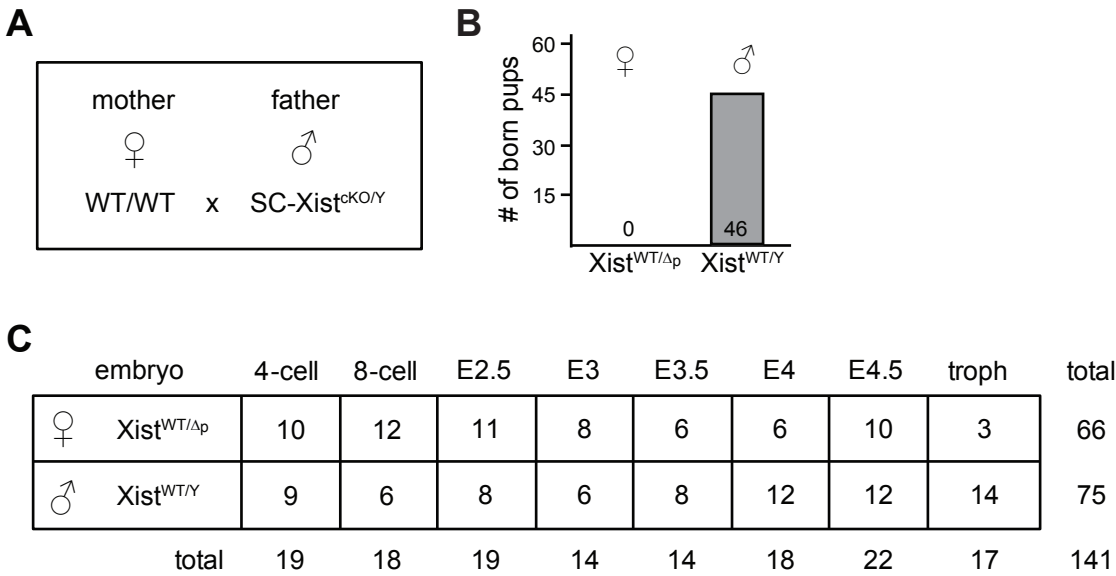 A
mother father
♀ ♂
WT/WT x SC-Xist^cKO/Y
B
# of born pups
60
45
30
15
♀ ♂
0 46
Xist^WT/Δp Xist^WT/Y
C
embryo 4-cell 8-cell E2.5 E3 E3.5 E4 E4.5 troph total
♀ Xist^WT/Δp 10 12 11 8 6 6 10 3 66
♂ Xist^WT/Y 9 6 8 6 8 12 12 14 75
total 19 18 19 14 14 18 22 17 141